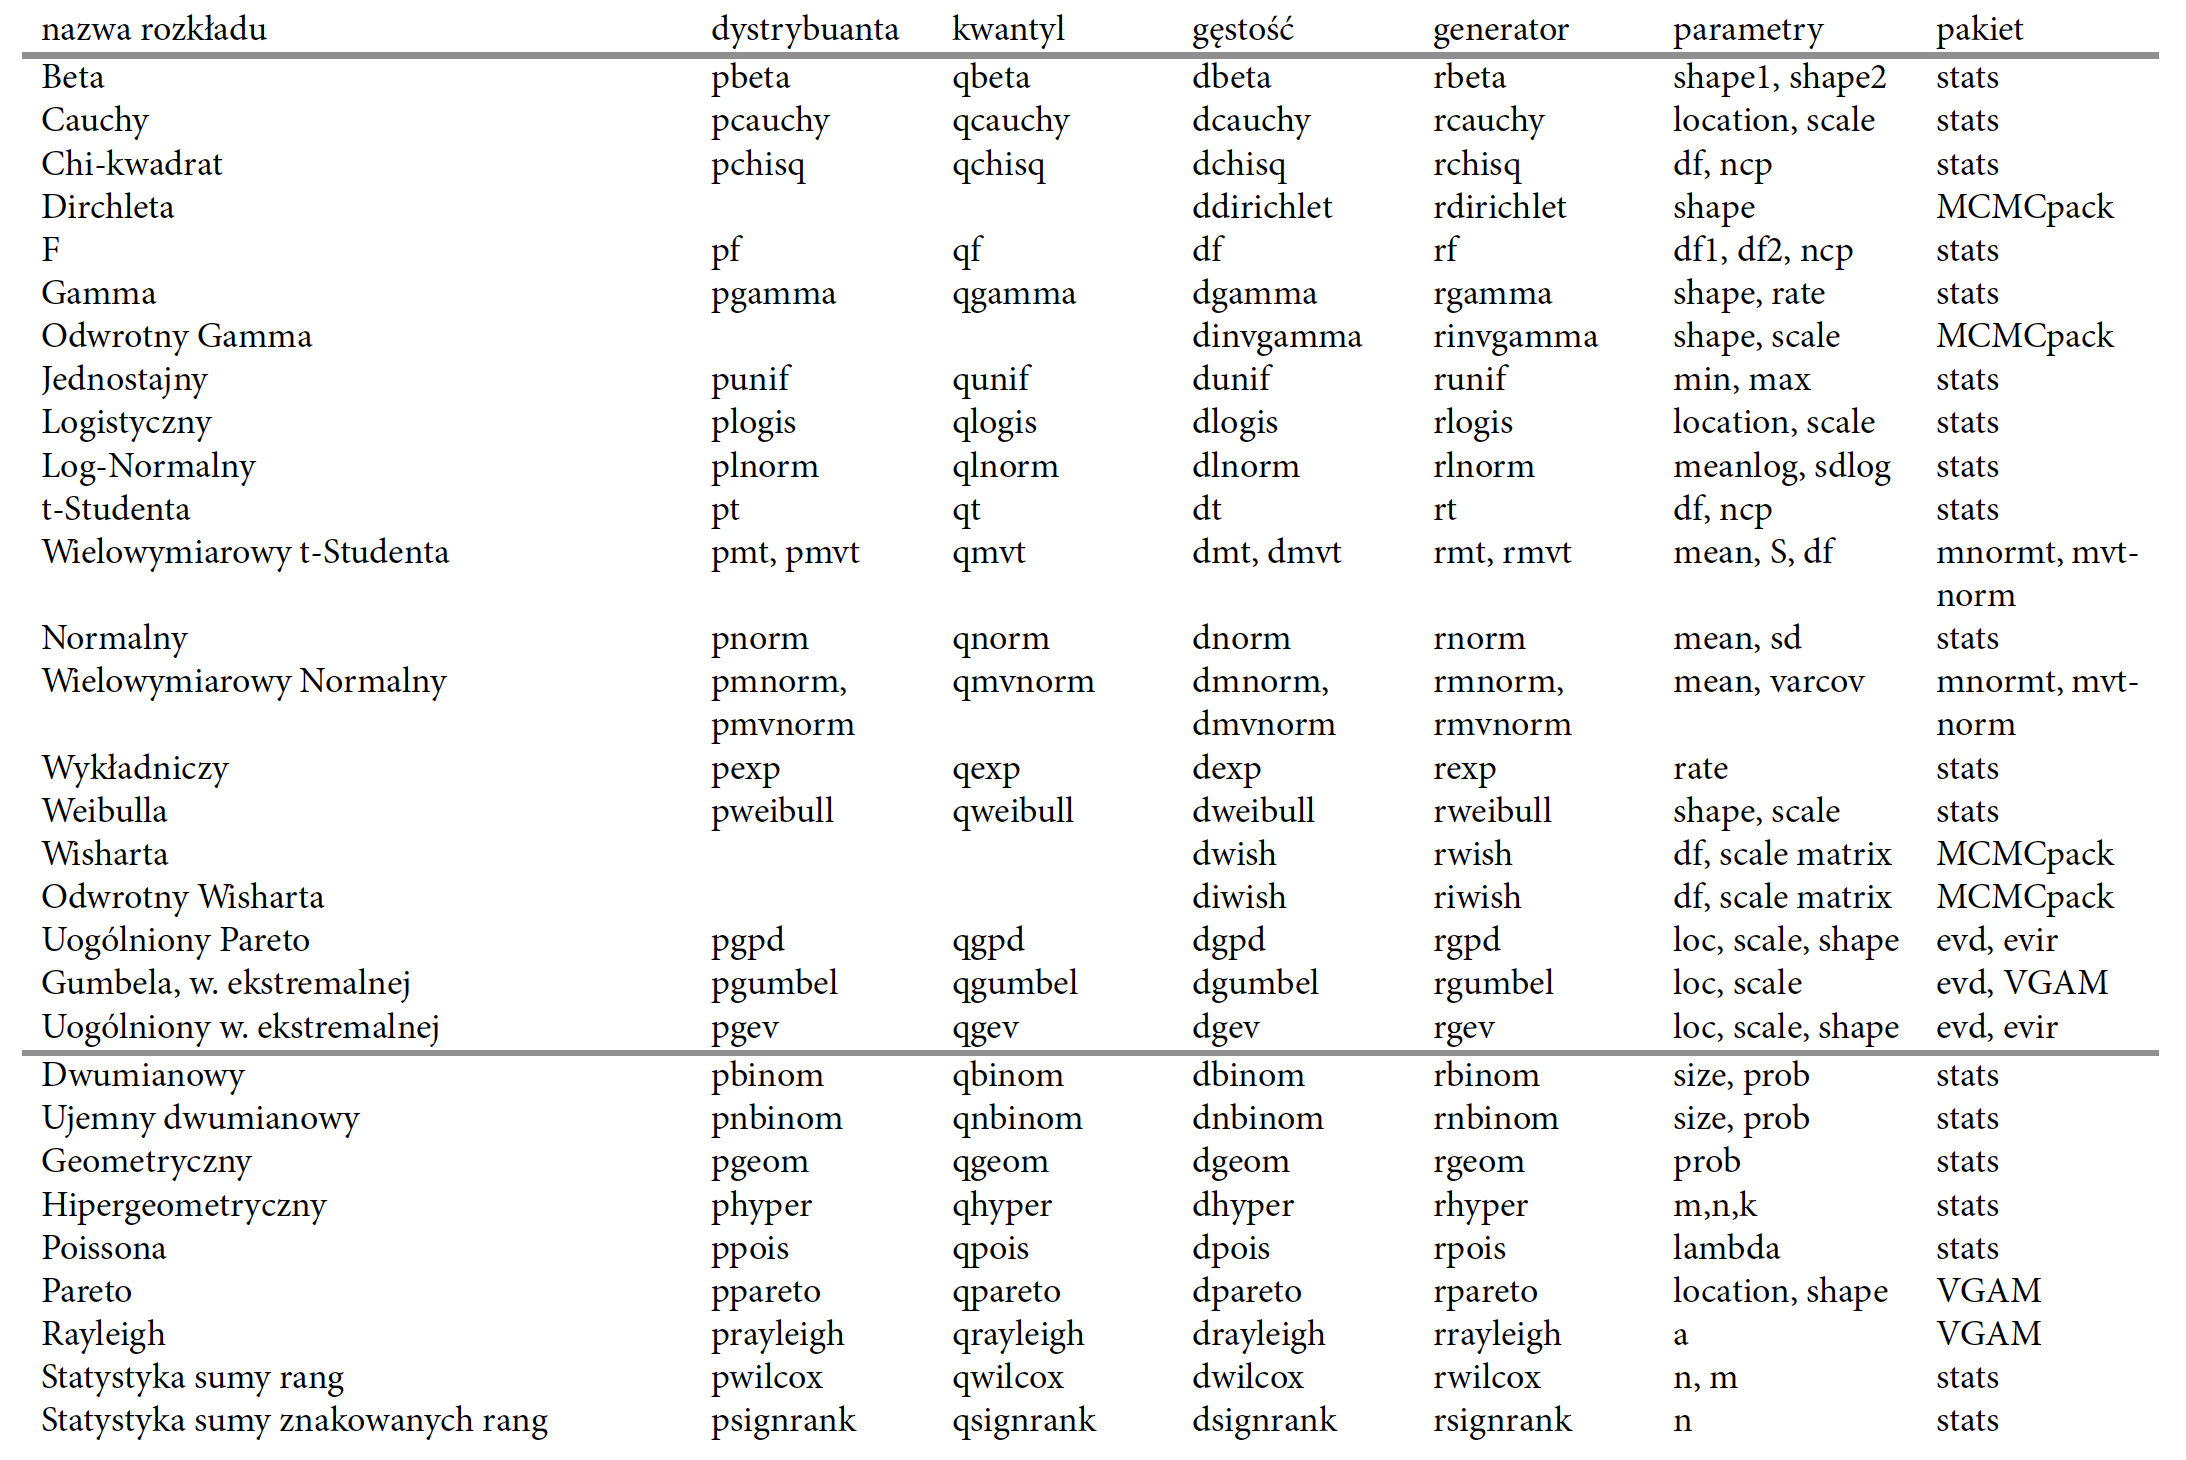 nazwa rozkładu dystrybuanta kwantyl gęstość generator parametry pakiet
Beta pbeta qbeta dbeta rbeta shape1, shape2 stats
Cauchy pcauchy qcauchy dcauchy rcauchy location, scale stats
Chi-kwadrat pchisq qchisq dchisq rchisq df, ncp stats
Dirchleta ddirichlet rdirichlet shape MCMCpack
F pf qf df rf df1, df2, ncp stats
Gamma pgamma qgamma dgamma rgamma shape, rate stats
Odwrotny Gamma dinvgamma rinvgamma shape, scale MCMCpack
Jednostajny punif qunif dunif runif min, max stats
Logistyczny plogis qlogis dlogis rlogis location, scale stats
Log-Normalny plnorm qlnorm dlnorm rlnorm meanlog, sdlog stats
t-Studenta pt qt dt rt df, ncp stats
Wielowymiarowy t-Studenta pmt, pmvt qmvt dmt, dmvt rmt, rmvt mean, S, df mnormt, mvt-
norm
Normalny pnorm qnorm dnorm rnorm mean, sd stats
Wielowymiarowy Normalny pmnorm, qmvnorm dmnorm, rmnorm, mean, varcov mnormt, mvt-
pmvnorm dmvnorm rmvnorm norm
Wykładniczy pexp qexp dexp rexp rate stats
Weibulla pweibull qweibull dweibull rweibull shape, scale stats
Wisharta dwish rwish df, scale matrix MCMCpack
Odwrotny Wisharta diwish riwish df, scale matrix MCMCpack
Uogólniony Pareto pgpd qgpd dgpd rgpd loc, scale, shape evd, evir
Gumbela, w. ekstremalnej pgumbel qgumbel dgumbel rgumbel loc, scale evd, VGAM
Uogólniony w. ekstremalnej pgev qgev dgev rgev loc, scale, shape evd, evir
Dwumianowy pbinom qbinom dbinom rbinom size, prob stats
Ujemny dwumianowy pnbinom qnbinom dnbinom rnbinom size, prob stats
Geometryczny pgeom qgeom dgeom rgeom prob stats
Hipergeometryczny phyper qhyper dhyper rhyper m,n,k stats
Poissona ppois qpois dpois rpois lambda stats
Pareto ppareto qpareto dpareto rpareto location, shape VGAM
Rayleigh prayleigh qrayleigh drayleigh rrayleigh a VGAM
Statystyka sumy rang pwilcox qwilcox dwilcox rwilcox n, m stats
Statystyka sumy znakowanych rang psignrank qsignrank dsignrank rsignrank n stats